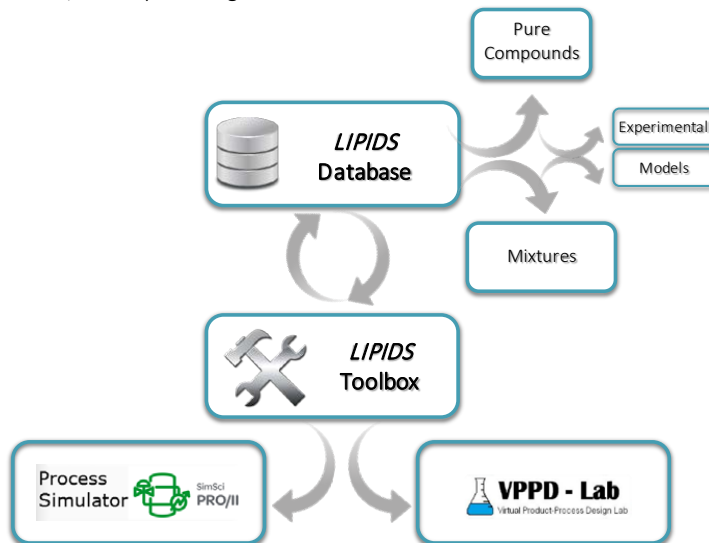 Pure
Compounds
LIPIDS
Database
Experimental
Models
Mixtures
LIPIDS
Toolbox
Process
Simulator
SimSci
PRO/II
VPPD - Lab
Virtual Product-Process Design Lab